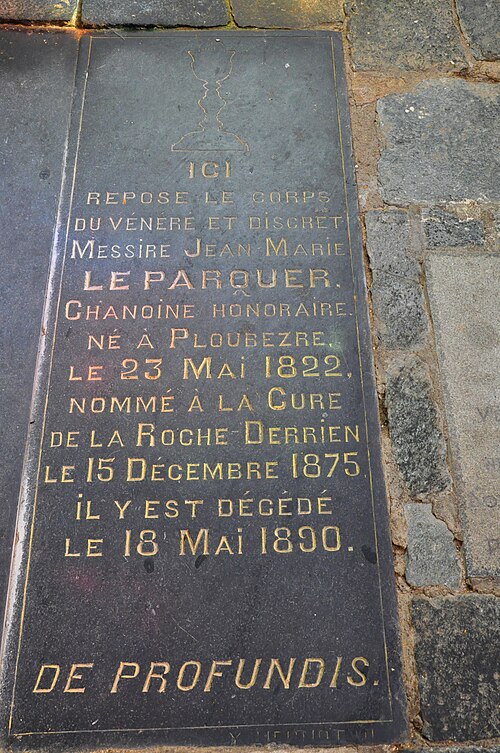 ICI
REPOSE LE CORPS
DU VÉNÉRÉ ET DISCRET
MESSIRE JEAN-MARIE
LE PARQUER.
CHANOINE HONORAIRE.
NÉ À PLOUBEZRE,
LE 23 MAI 1822,
NOMMÉ À LA CURE
DE LA ROCHE-DERRIEN
LE 15 DÉCEMBRE 1875
IL Y EST DÉCÉDÉ
LE 18 MAI 1890.
DE PROFUNDIS.